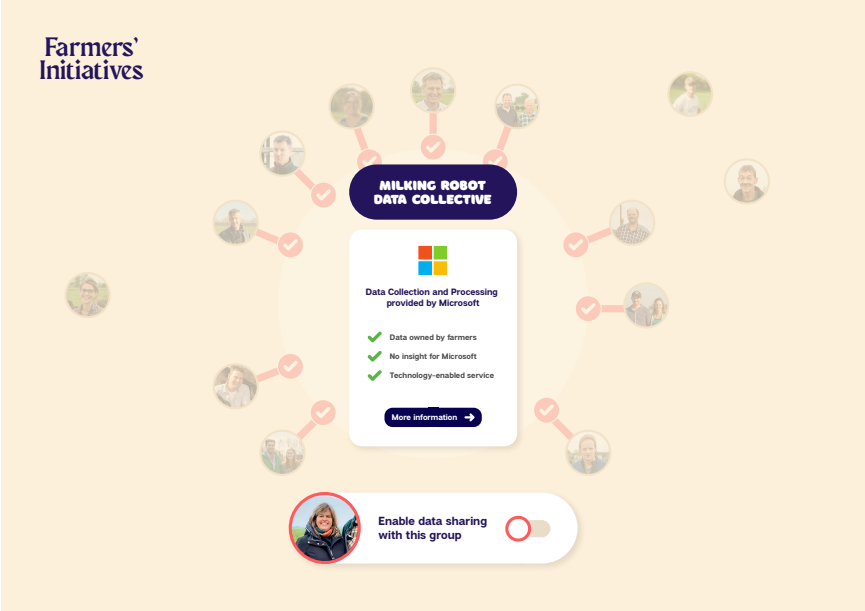 Farmers'
Initiatives
MILKING ROBOT
DATA COLLECTIVE
Data Collection and Processing
provided by Microsoft
Data owned by farmers
No insight for Microsoft
Technology-enabled service
More information
Enable data sharing
with this group